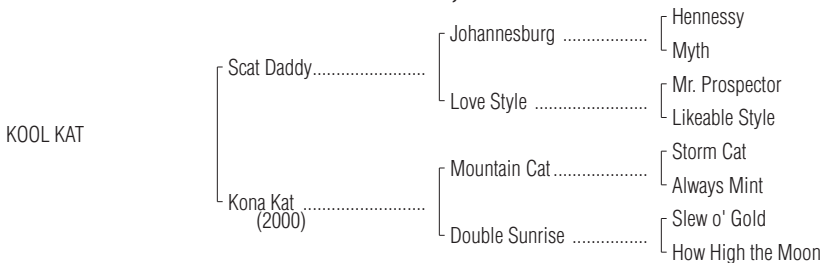 Hennessy
Johannesburg ..................
Myth
Scat Daddy........................
Mr. Prospector
Love Style ........................
Likeable Style
KOOL KAT
Storm Cat
Mountain Cat....................
Always Mint
Kona Kat ..........................
(2000)
Slew o' Gold
Double Sunrise ................
How High the Moon